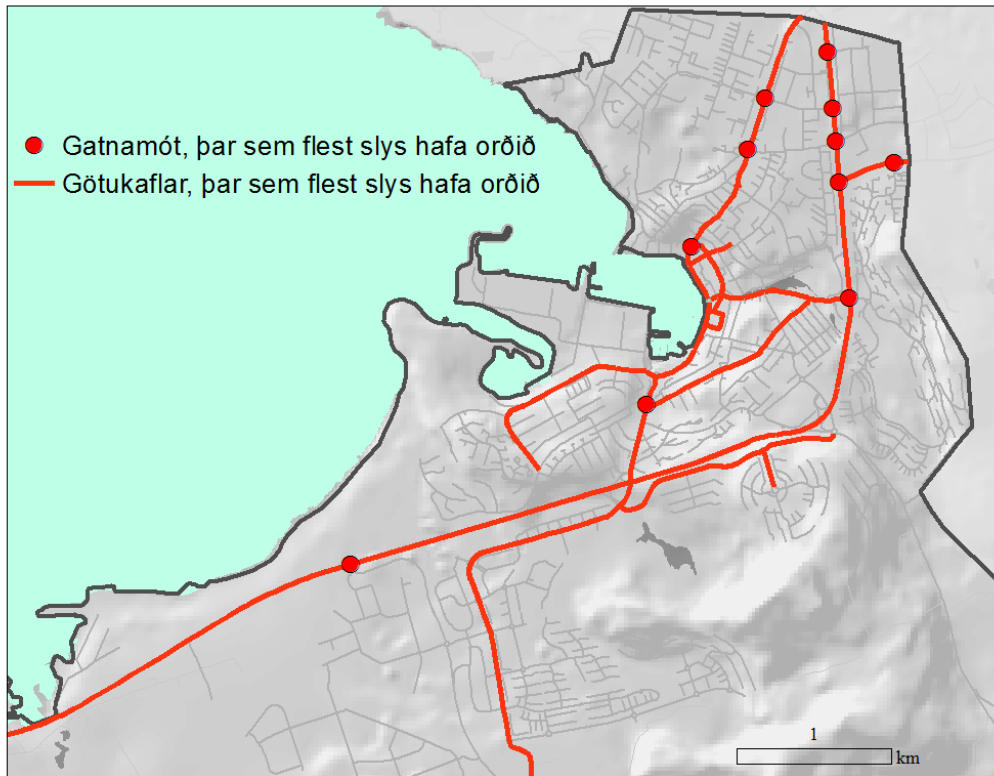 Gatnamót, þar sem flest slys hafa orðið
Götukaflar, þar sem flest slys hafa orðið
1
km